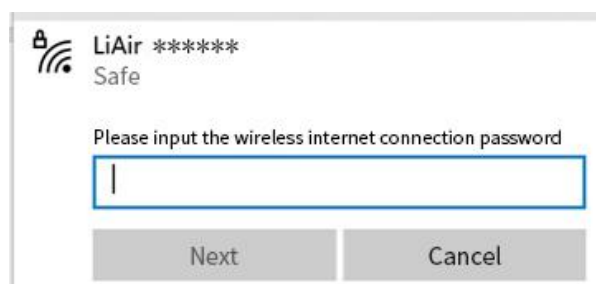 LiAir ******
Safe
Please input the wireless internet connection password
Next
Cancel